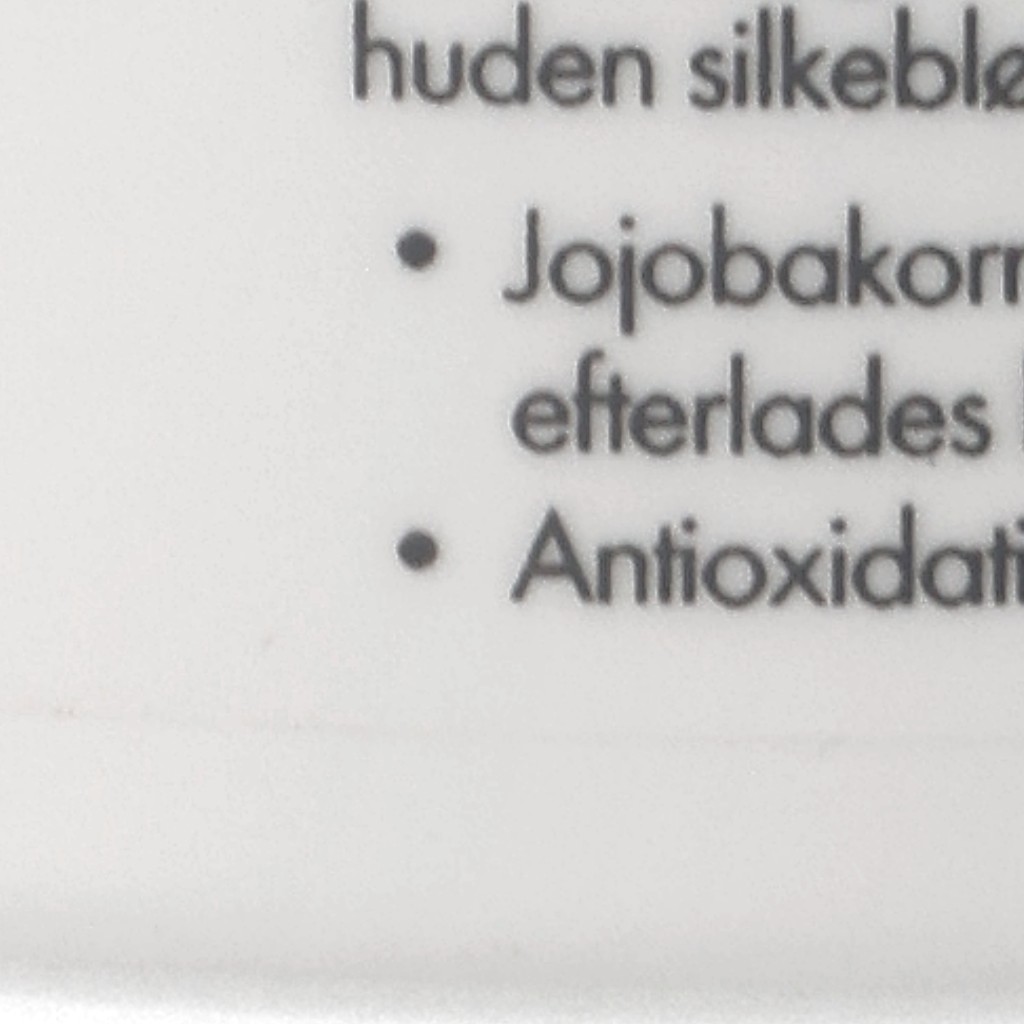 huden silkeblø
• Jojobakorn
efterlades
• Antioxidati